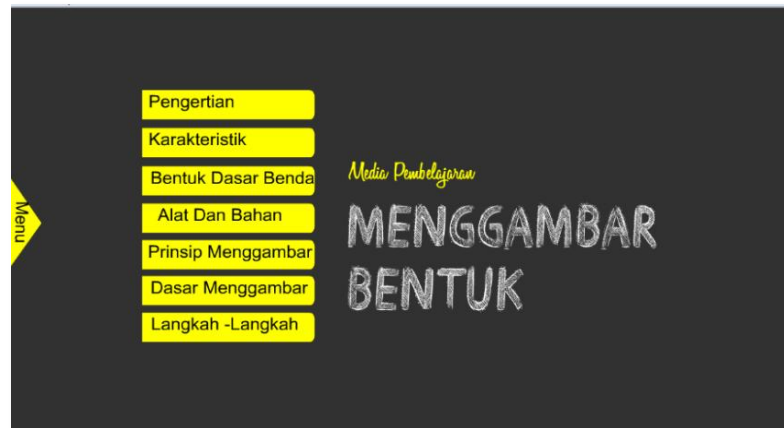 Menu
Pengertian
Karakteristik
Bentuk Dasar Benda
Alat Dan Bahan
Prinsip Menggambar
Dasar Menggambar
Langkah -Langkah
Media Pembelajaran
MENGGAMBAR
BENTUK